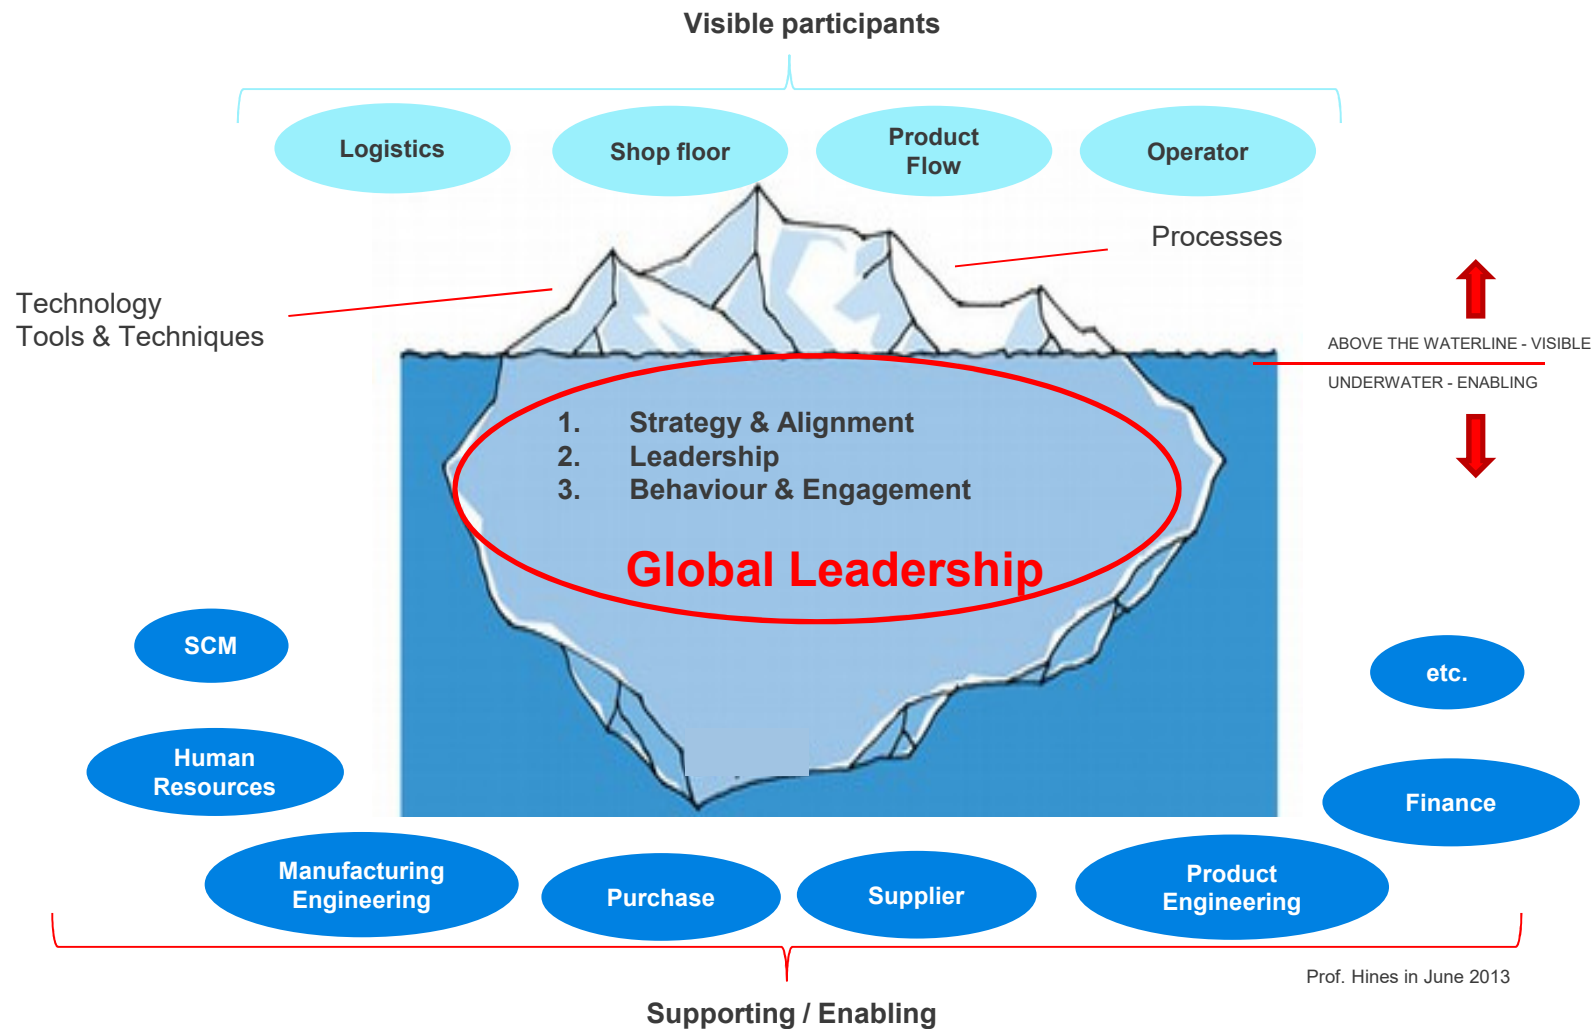 Visible participants
Logistics
Shop floor
Product
Flow
Operator
Processes
Technology
Tools & Techniques
ABOVE THE WATERLINE - VISIBLE
UNDERWATER - ENABLING
1. Strategy & Alignment
2. Leadership
3. Behaviour & Engagement
Global Leadership
SCM
etc.
Human
Resources
Finance
Manufacturing
Engineering
Purchase
Supplier
Product
Engineering
Prof. Hines in June 2013
Supporting / Enabling